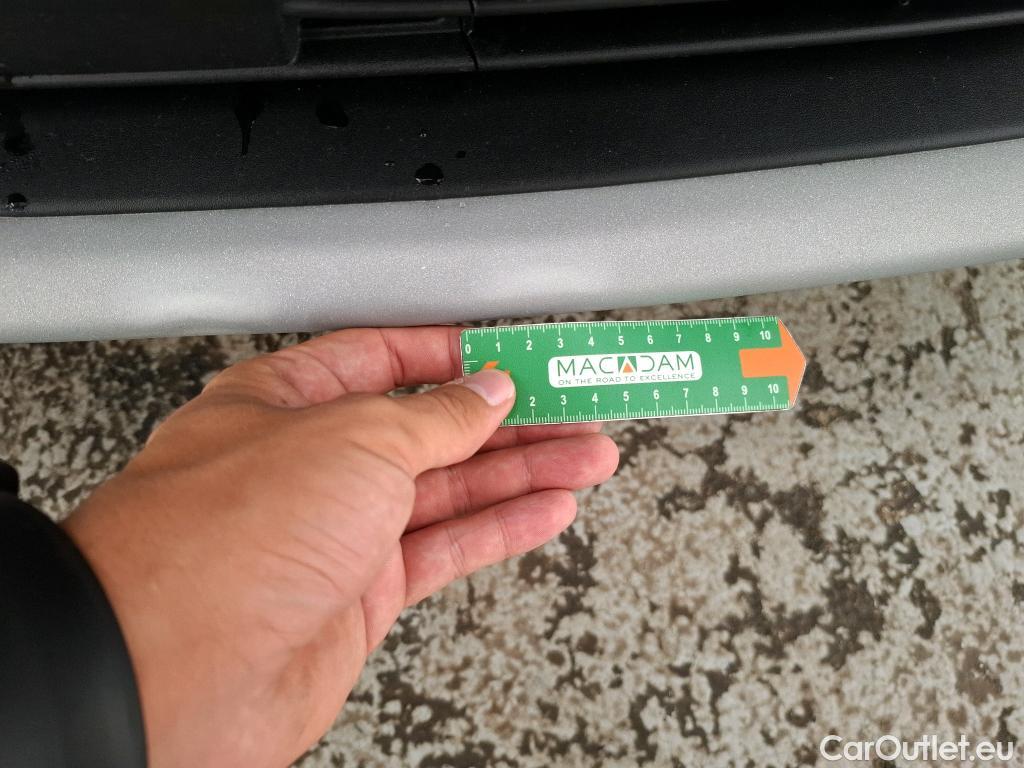 0 1 2 3 4 5 6 7 8 9 10
MACADAM
ON THE ROAD TO EXCELLENCE
2 3 4 5 6 7 8 9 10
CarOutlet.eu